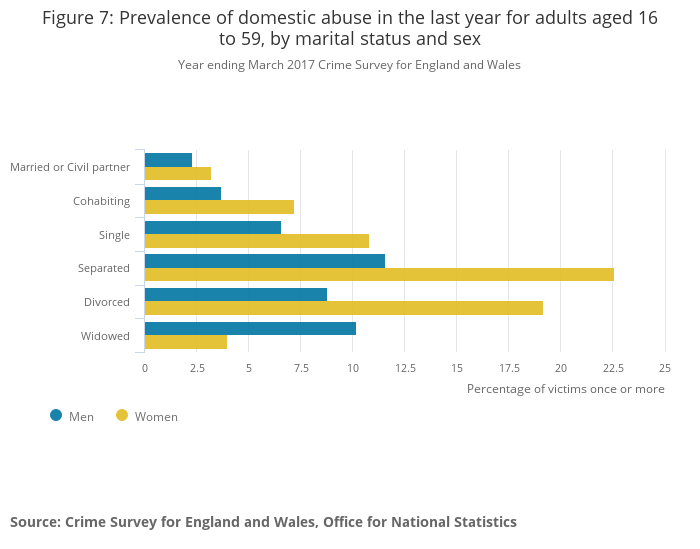 Figure 7: Prevalence of domestic abuse in the last year for adults aged 16
to 59, by marital status and sex
Year ending March 2017 Crime Survey for England and Wales
Married or Civil partner
Cohabiting
Single
Separated
Divorced
Widowed
0 2.5 5 7.5 10 12.5 15 17.5 20 22.5 25
Percentage of victims once or more
Men Women
Source: Crime Survey for England and Wales, Office for National Statistics